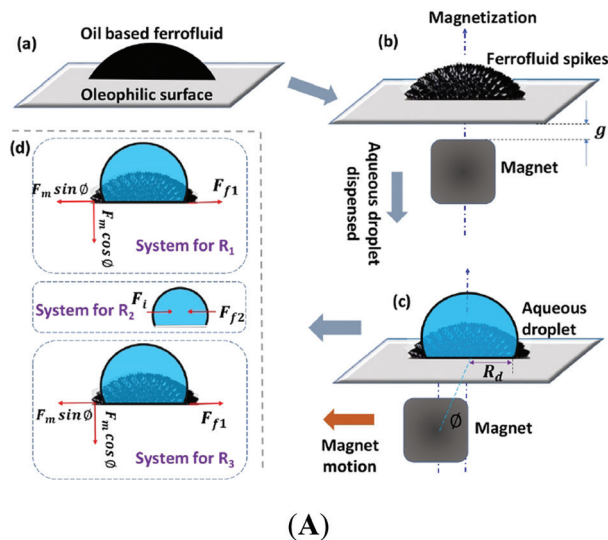 (a)
Oil based ferrofluid
Oleophilic surface
Magnetization
(b)
Ferrofluid spikes
g
Magnet
Aqueous droplet
dispensed
(d)
F_m sin∅
F_f1
F_m cos∅
System for R_1
System for R_2
F_i
F_f2
F_m sin∅
F_f1
F_m cos∅
System for R_3
(c)
Aqueous
droplet
R_d
∅
Magnet
Magnet
motion
(A)